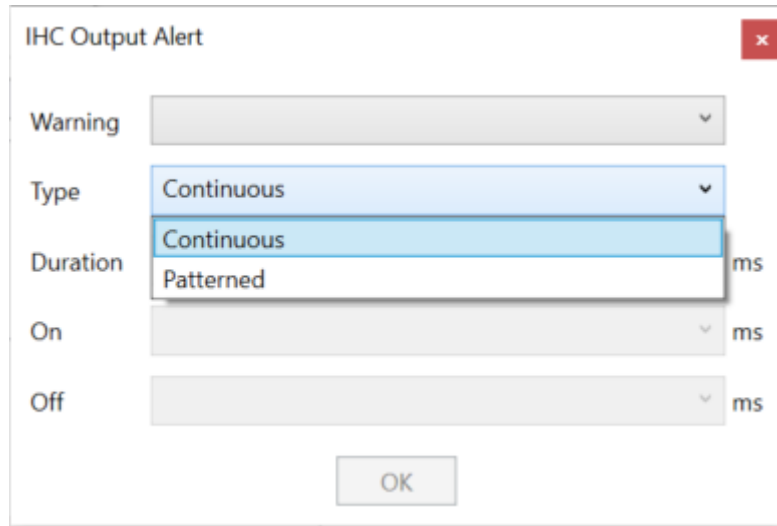 IHC Output Alert
Warning
Type Continuous
Continuous
Duration ms
Patterned
On ms
Off ms
OK